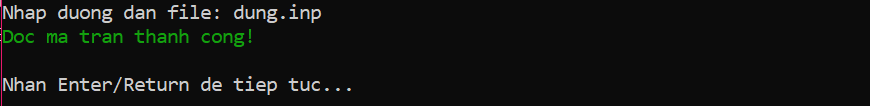 Nhap duong dan file: dung.inp
Doc ma tran thanh cong!
Nhan Enter/Return de tiep tuc...